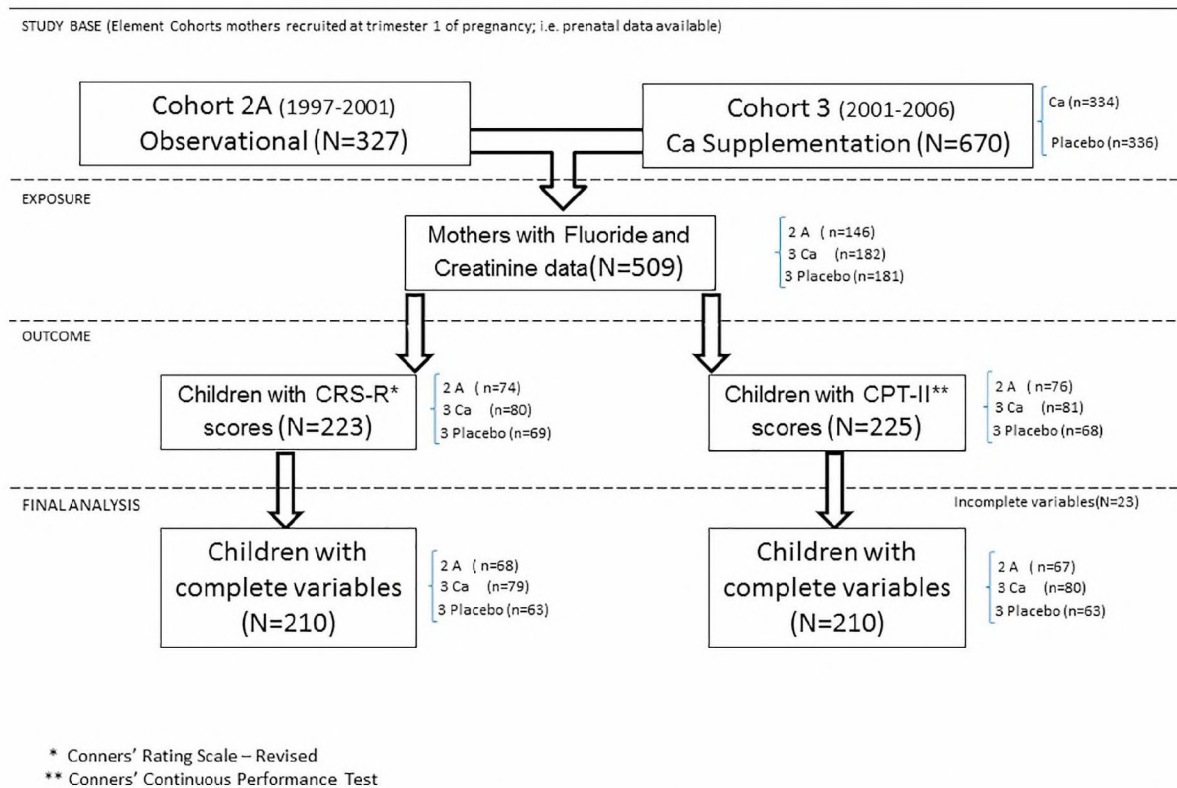 STUDY BASE (Element Cohorts mothers recruited at trimester 1 of pregnancy; i.e. prenatal data available)
Cohort 2A (1997-2001)
Observational (N=327)
Cohort 3 (2001-2006)
Ca Supplementation (N=670)
Ca (n=334)
Placebo (n=336)
EXPOSURE
Mothers with Fluoride and
Creatinine data(N=509)
2 A ( n=146)
3 Ca (n=182)
3 Placebo (n=181)
OUTCOME
Children with CRS-R*
scores (N=223)
2 A ( n=74)
3 Ca (n=80)
3 Placebo (n=69)
Children with CPT-II**
scores (N=225)
2 A ( n=76)
3 Ca (n=81)
3 Placebo (n=68)
FINAL ANALYSIS
Incomplete variables(N=23)
Children with
complete variables
(N=210)
2 A ( n=68)
3 Ca (n=79)
3 Placebo (n=63)
Children with
complete variables
(N=210)
2 A ( n=67)
3 Ca (n=80)
3 Placebo (n=63)
* Conners' Rating Scale – Revised
** Conners' Continuous Performance Test